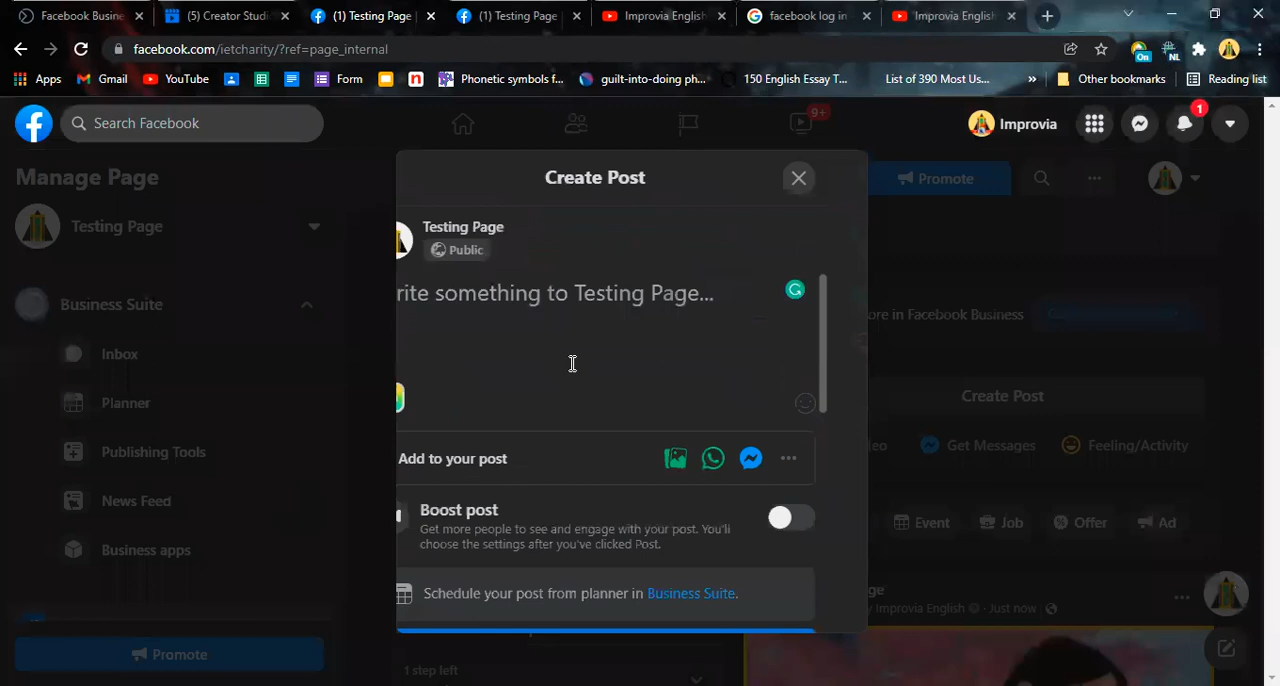 Facebook Busine
(5) Creator Studi
(1) Testing Page
(1) Testing Page
Improvia English
facebook log in
Improvia English
facebook.com/ietcharity/?ref=page_internal
On
NL
Apps
Gmail
YouTube
Form
Phonetic symbols f...
guilt-into-doing ph...
150 English Essay T...
List of 390 Most Us...
»
Other bookmarks
Reading list
Search Facebook
9+
Improvia
1
Manage Page
Testing Page
Business Suite
Inbox
Planner
Publishing Tools
News Feed
Business apps
Promote
Create Post
Testing Page
Public
rite something to Testing Page...
Add to your post
Boost post
Get more people to see and engage with your post. You'll
choose the settings after you've clicked Post.
Schedule your post from planner in Business Suite.
1 step left
Promote
ore in Facebook Business
Create Post
eo
Get Messages
Feeling/Activity
Event
Job
Offer
Ad
ge
y Improvia English
· Just now ·